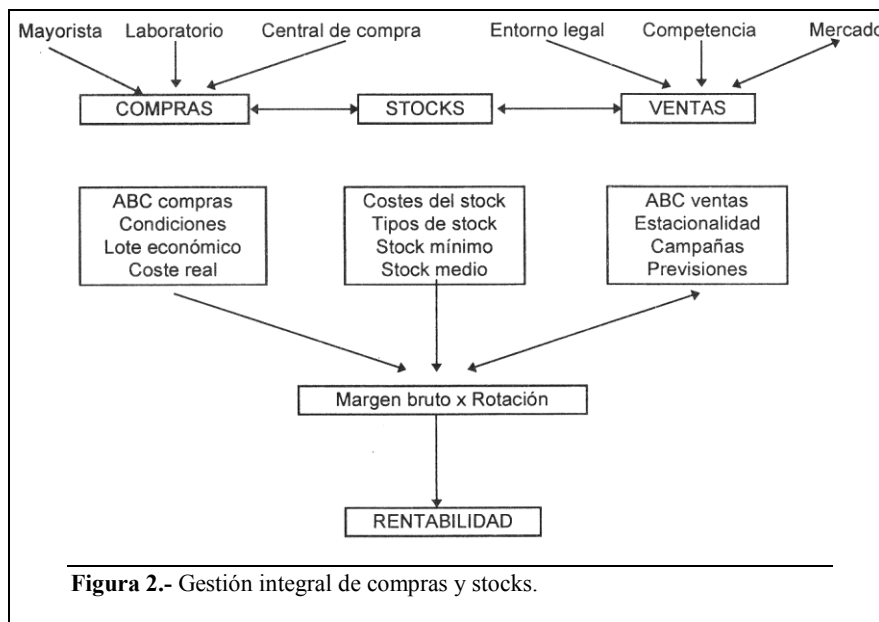 Mayorista Laboratorio Central de compra Entorno legal Competencia Mercado
COMPRAS STOCKS VENTAS
ABC compras
Condiciones
Lote económico
Coste real
Costes del stock
Tipos de stock
Stock mínimo
Stock medio
ABC ventas
Estacionalidad
Campañas
Previsiones
Margen bruto x Rotación
RENTABILIDAD
Figura 2.- Gestión integral de compras y stocks.